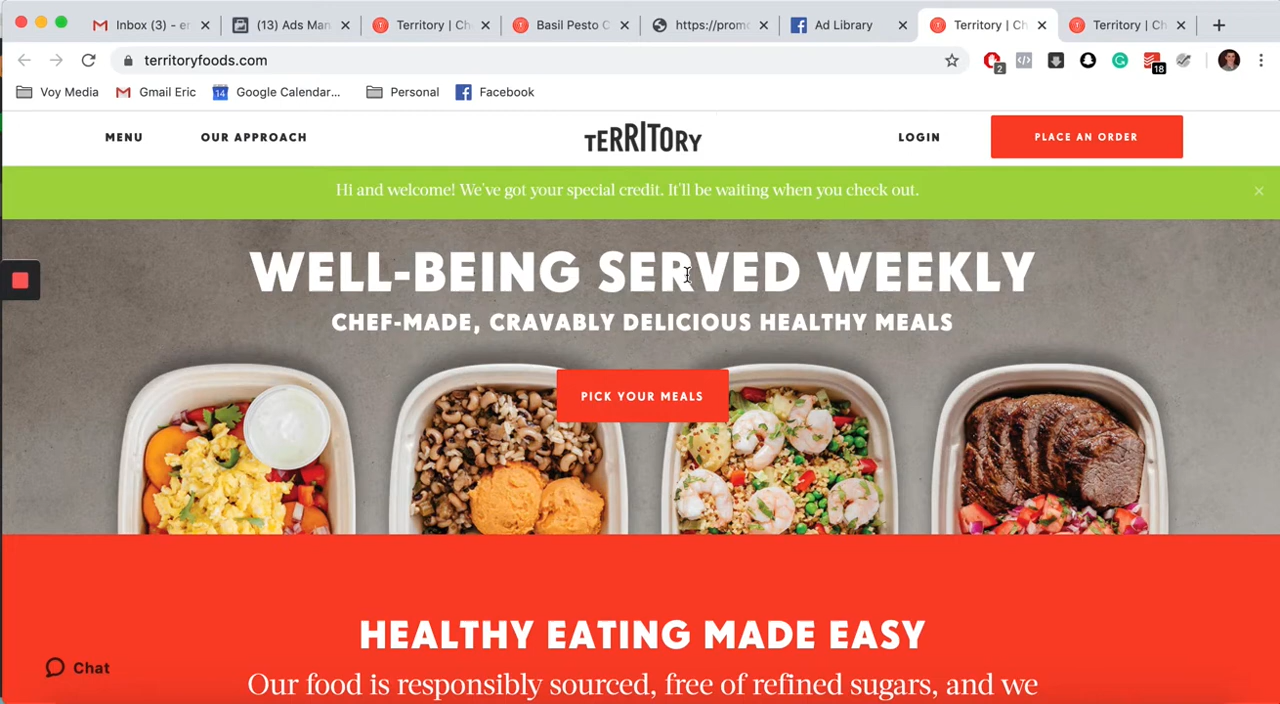 Inbox (3) - er
(13) Ads Man
Territory | Ch
Basil Pesto C
https://promo
Ad Library
Territory | Ch
Territory | Ch
territoryfoods.com
2
18
Voy Media
Gmail Eric
14
Google Calendar...
Personal
Facebook
MENU
OUR APPROACH
TERRITORY
LOGIN
PLACE AN ORDER
Hi and welcome! We've got your special credit. It'll be waiting when you check out.
WELL-BEING SERVED WEEKLY
CHEF-MADE, CRAVABLY DELICIOUS HEALTHY MEALS
PICK YOUR MEALS
HEALTHY EATING MADE EASY
Chat
Our food is responsibly sourced, free of refined sugars, and we